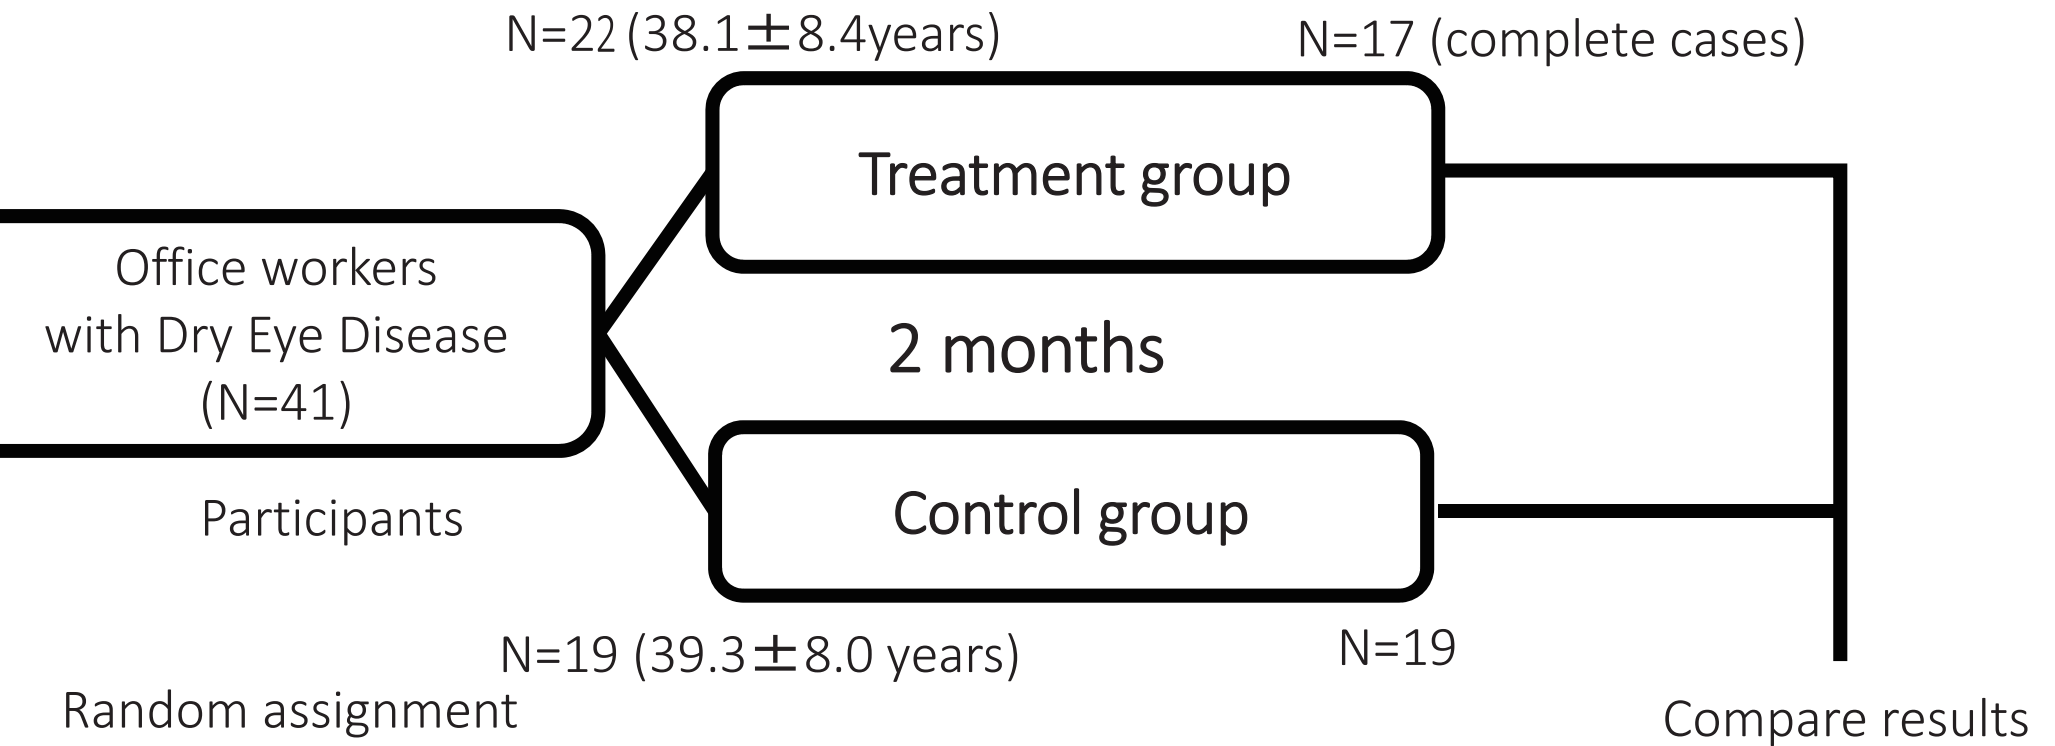 N=22 (38.1±8.4years)
N=17 (complete cases)
Treatment group
Office workers
with Dry Eye Disease
(N=41)
2 months
Participants
Control group
N=19 (39.3±8.0 years)
N=19
Random assignment
Compare results